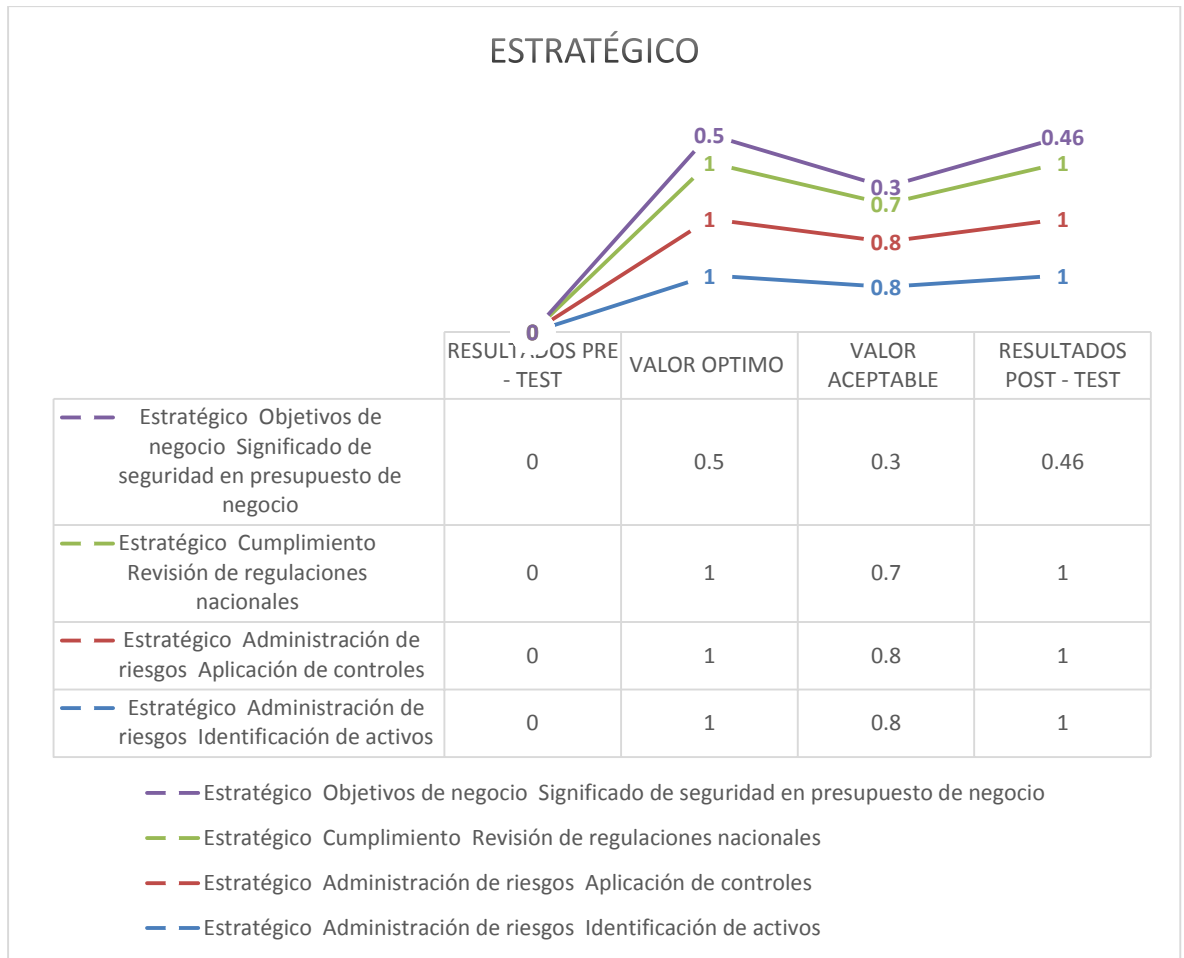 ESTRATÉGICO
0.5
0.46
1
1
0.3
0.7
1
1
0.8
1
1
0.8
0
RESULTADOS PRE
- TEST
VALOR OPTIMO
VALOR
ACEPTABLE
RESULTADOS
POST - TEST
Estratégico Objetivos de
negocio Significado de
seguridad en presupuesto de
negocio
0
0.5
0.3
0.46
Estratégico Cumplimiento
Revisión de regulaciones
nacionales
0
1
0.7
1
Estratégico Administración de
riesgos Aplicación de controles
0
1
0.8
1
Estratégico Administración de
riesgos Identificación de activos
0
1
0.8
1
Estratégico Objetivos de negocio Significado de seguridad en presupuesto de negocio
Estratégico Cumplimiento Revisión de regulaciones nacionales
Estratégico Administración de riesgos Aplicación de controles
Estratégico Administración de riesgos Identificación de activos